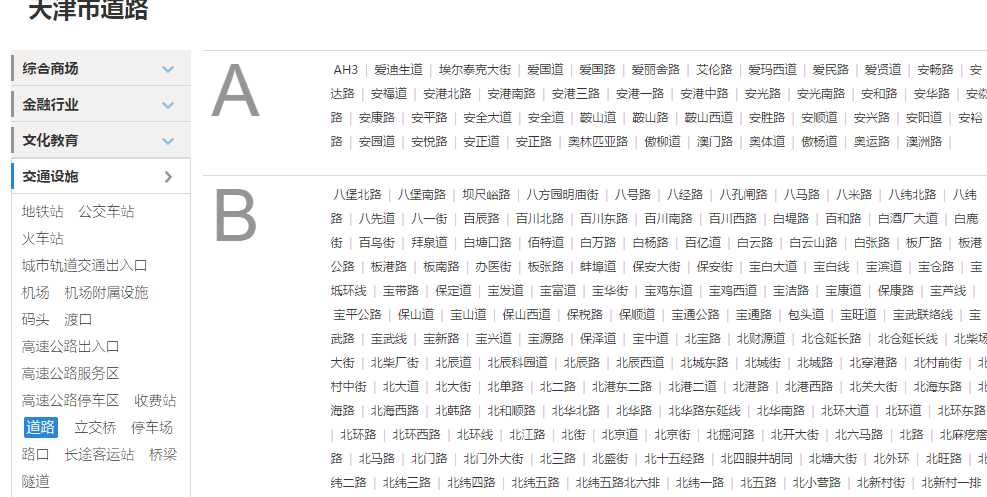 天津市道路
综合商场
金融行业
文化教育
交通设施
地铁站 公交车站
火车站
城市轨道交通出入口
机场 机场附属设施
码头 渡口
高速公路出入口
高速公路服务区
高速公路停车区 收费站
道路 立交桥 停车场
路口 长途客运站 桥梁
隧道
A
AH3 | 爱迪生道 | 埃尔泰克大街 | 爱国道 | 爱国路 | 爱丽舍路 | 艾伦路 | 爱玛西道 | 爱民路 | 爱贤道 | 安畅路 | 安
达路 | 安福道 | 安港北路 | 安港南路 | 安港三路 | 安港一路 | 安港中路 | 安光路 | 安光南路 | 安和路 | 安华路 | 安
路 | 安康路 | 安平路 | 安全大道 | 安全道 | 鞍山道 | 鞍山路 | 鞍山西道 | 安胜路 | 安顺道 | 安兴路 | 安阳道 | 安裕
路 | 安园道 | 安悦路 | 安正道 | 安正路 | 奥林匹亚路 | 傲柳道 | 澳门路 | 奥体道 | 傲杨道 | 奥运路 | 澳洲路 |
B
八堡北路 | 八堡南路 | 坝尺峪路 | 八方园明庙街 | 八号路 | 八经路 | 八孔闸路 | 八马路 | 八米路 | 八纬北路 | 八纬
路 | 八先道 | 八一街 | 百辰路 | 百川北路 | 百川东路 | 百川南路 | 百川西路 | 白堤路 | 百和路 | 白酒厂大道 | 白鹿
街 | 百鸟街 | 拜泉道 | 白塘口路 | 佰特道 | 白万路 | 白杨路 | 百亿道 | 白云路 | 白云山路 | 白张路 | 板厂路 | 板港
公路 | 板港路 | 板南路 | 办医街 | 板张路 | 蚌埠道 | 保安大街 | 保安街 | 宝白大道 | 宝白线 | 宝滨道 | 宝仓路 | 宝
坻环线 | 宝带路 | 保定道 | 宝发道 | 宝富道 | 宝华街 | 宝鸡东道 | 宝鸡西道 | 宝洁路 | 宝康道 | 保康路 | 宝芦线 |
宝平公路 | 保山道 | 宝山道 | 保山西道 | 保税路 | 保顺道 | 宝通公路 | 宝通路 | 包头道 | 宝旺道 | 宝武联络线 | 宝
武路 | 宝武线 | 宝新路 | 宝兴道 | 宝源路 | 保泽道 | 宝中道 | 北宝路 | 北财源道 | 北仓延长路 | 北仓延长线 | 北柴场
大街 | 北柴厂街 | 北辰道 | 北辰科园道 | 北辰路 | 北辰西道 | 北城东路 | 北城街 | 北城路 | 北穿港路 | 北村前街 | 北
村中街 | 北大道 | 北大街 | 北单路 | 北二路 | 北港东二路 | 北港二道 | 北港路 | 北港西路 | 北关大街 | 北海东路 | 北
海路 | 北海西路 | 北韩路 | 北和顺路 | 北华北路 | 北华路 | 北华路东延线 | 北华南路 | 北环大道 | 北环道 | 北环东路
| 北环路 | 北环西路 | 北环线 | 北江路 | 北街 | 北京道 | 北京街 | 北掘河路 | 北开大街 | 北六马路 | 北路 | 北麻疙瘩
路 | 北马路 | 北门路 | 北门外大街 | 北三路 | 北盛街 | 北十五经路 | 北四眼井胡同 | 北塘大街 | 北外环 | 北旺路 | 北
纬二路 | 北纬三路 | 北纬四路 | 北纬五路 | 北纬五路北六排 | 北纬一路 | 北五路 | 北小营路 | 北新村街 | 北新村一排